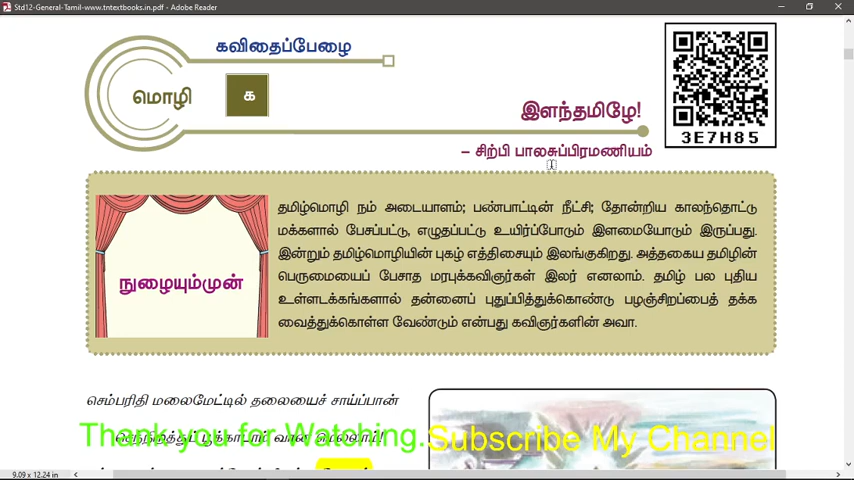 Std12-General-Tamil-www.tntextbooks.in.pdf - Adobe Reader
கவிதைப்பேழை
மொழி
க
இளந்தமிழே!
– சிற்பி பாலசுப்பிரமணியம்
3E7H85
நுழையும்முன்
தமிழ்மொழி நம் அடையாளம்; பண்பாட்டின் நீட்சி; தோன்றிய காலந்தொட்டு
மக்களால் பேசப்பட்டு, எழுதப்பட்டு உயிர்ப்போடும் இளமையோடும் இருப்பது.
இன்றும் தமிழ்மொழியின் புகழ் எத்திசையும் இலங்குகிறது. அத்தகைய தமிழின்
பெருமையைப் பேசாத மரபுக்கவிஞர்கள் இலர் எனலாம். தமிழ் பல புதிய
உள்ளடக்கங்களால் தன்னைப் புதுப்பித்துக்கொண்டு பழஞ்சிறப்பைத் தக்க
வைத்துக்கொள்ள வேண்டும் என்பது கவிஞர்களின் அவா.
செம்பரிதி மலைமேட்டில் தலையைச் சாய்ப்பான்
Thank you for Watching. Subscribe My Channel
9.09 x 12.24 in